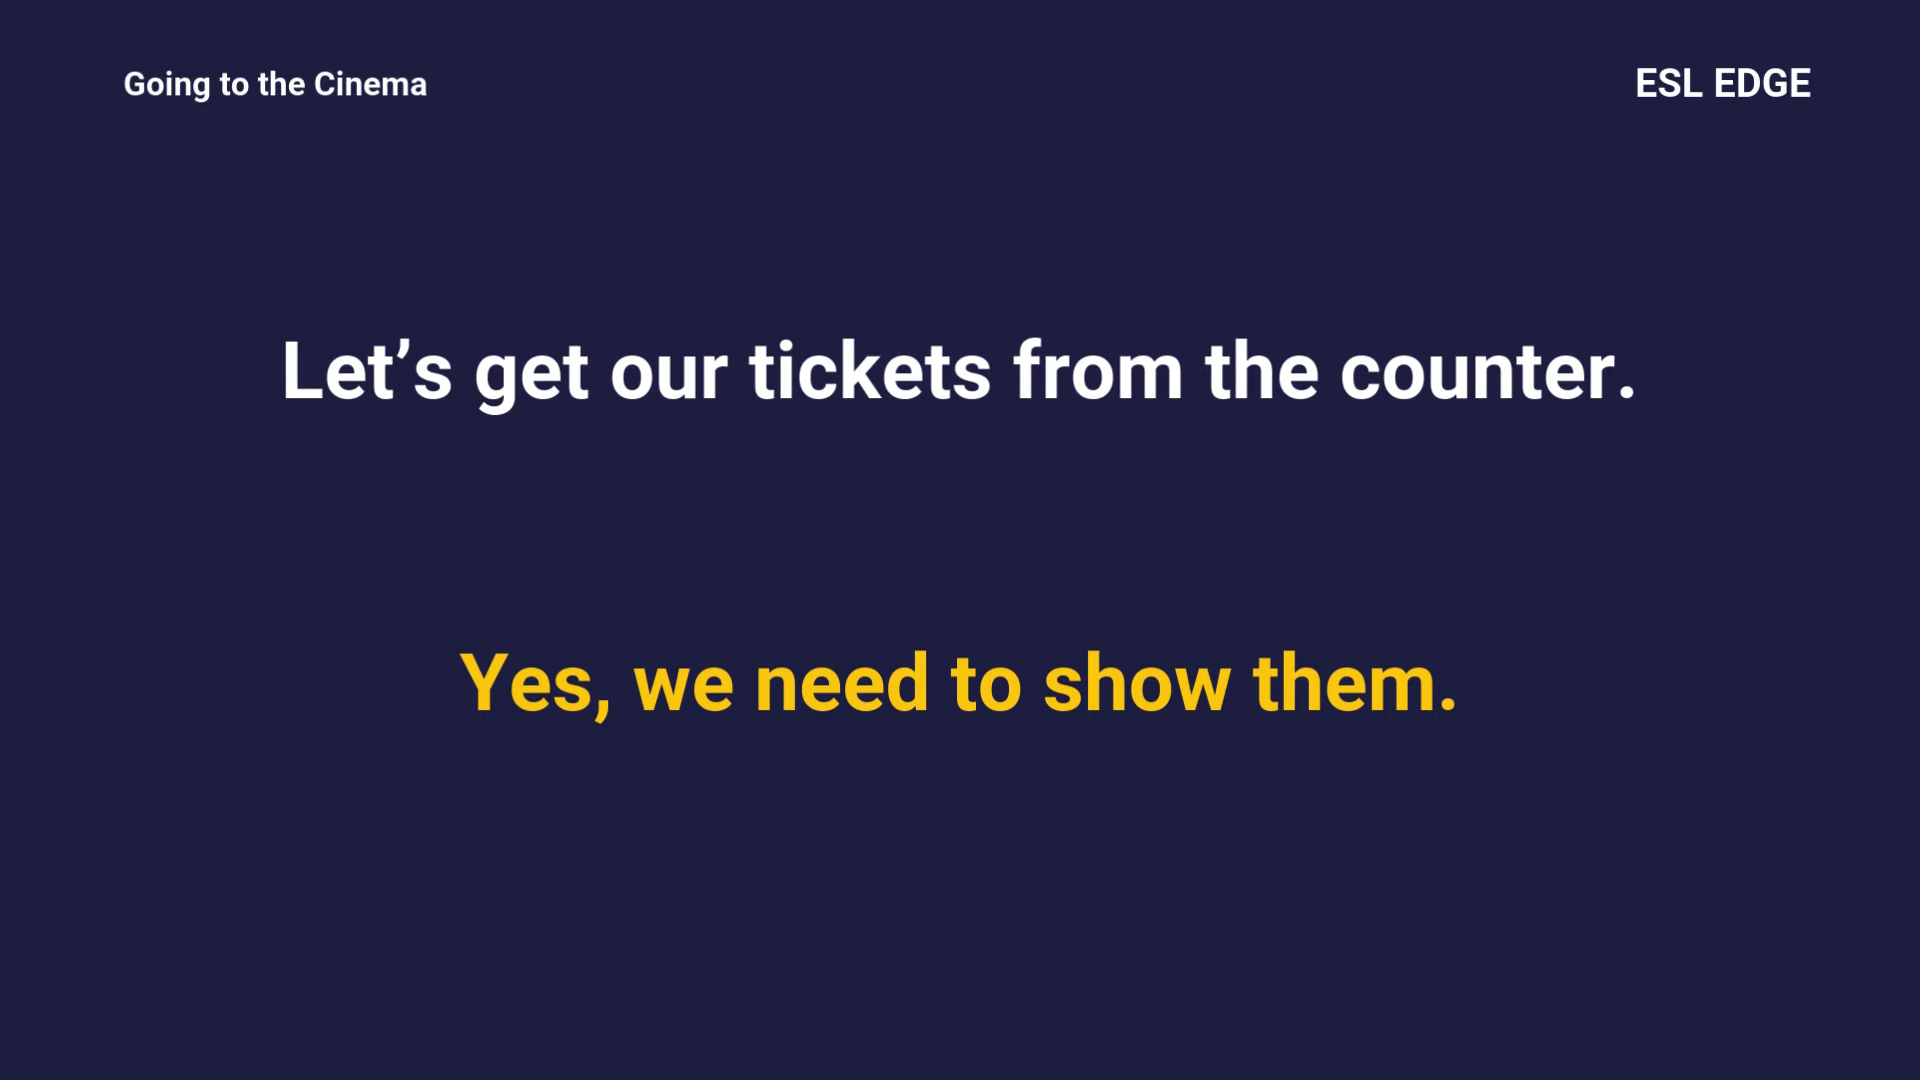 Going to the Cinema
ESL EDGE
Let’s get our tickets from the counter.
Yes, we need to show them.